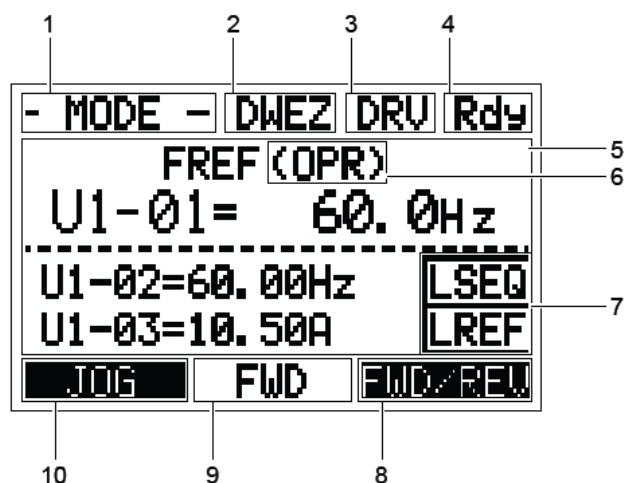 1 2 3 4
- MODE - DWEZ DRV Rdy
5
FREF (OPR)
6
U1-01= 60.0Hz
U1-02=60.00Hz LSEQ
7
U1-03=10.50A LREF
JOG FWD FWD/REV
10 9 8